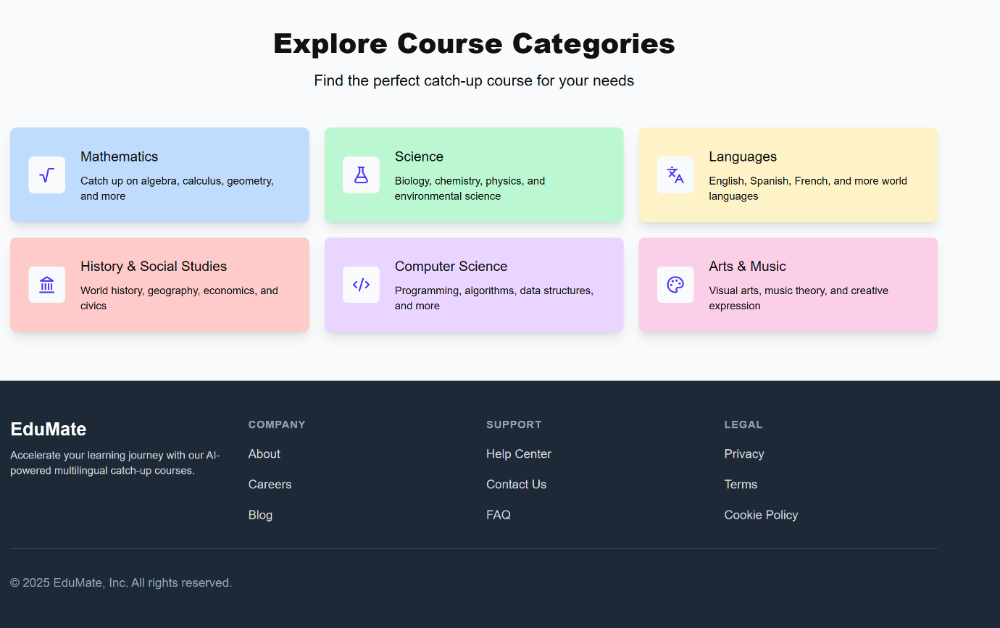 Explore Course Categories
Find the perfect catch-up course for your needs
Mathematics
Catch up on algebra, calculus, geometry,
and more
Science
Biology, chemistry, physics, and
environmental science
Languages
English, Spanish, French, and more world
languages
History & Social Studies
World history, geography, economics, and
civics
Computer Science
Programming, algorithms, data structures,
and more
Arts & Music
Visual arts, music theory, and creative
expression
EduMate
Accelerate your learning journey with our AI-
powered multilingual catch-up courses.
COMPANY
About
Careers
Blog
SUPPORT
Help Center
Contact Us
FAQ
LEGAL
Privacy
Terms
Cookie Policy
© 2025 EduMate, Inc. All rights reserved.